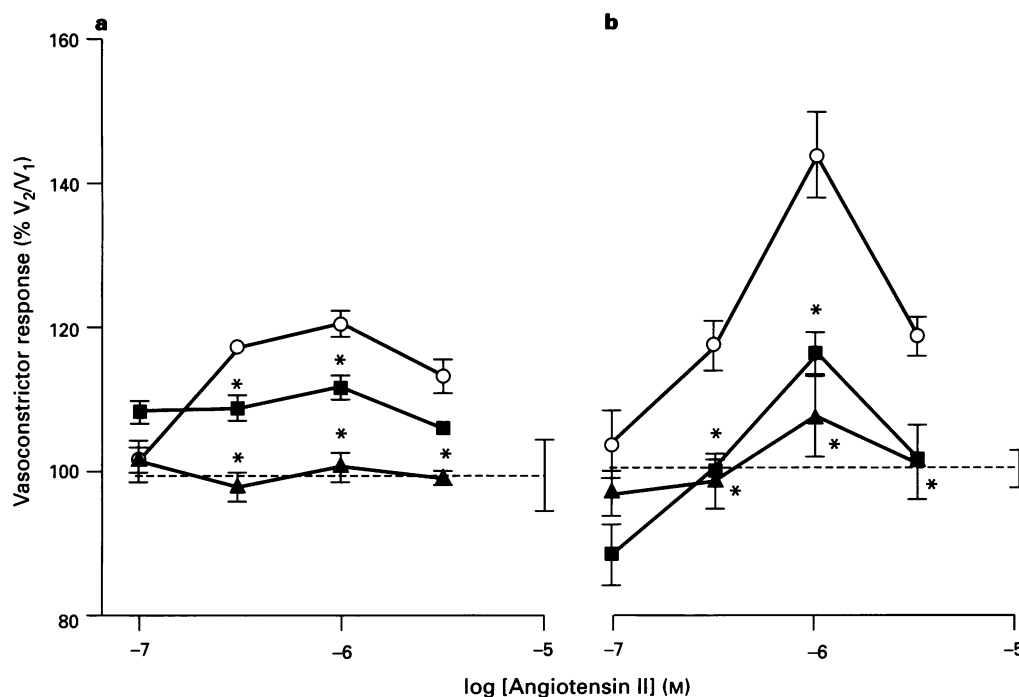 a
b
160
140
120
100
80
Vasoconstrictor response (% V₂/V₁)
* * * * *
* * * * *
-7 -6 -5
-7 -6 -5
log [Angiotensin II] (M)